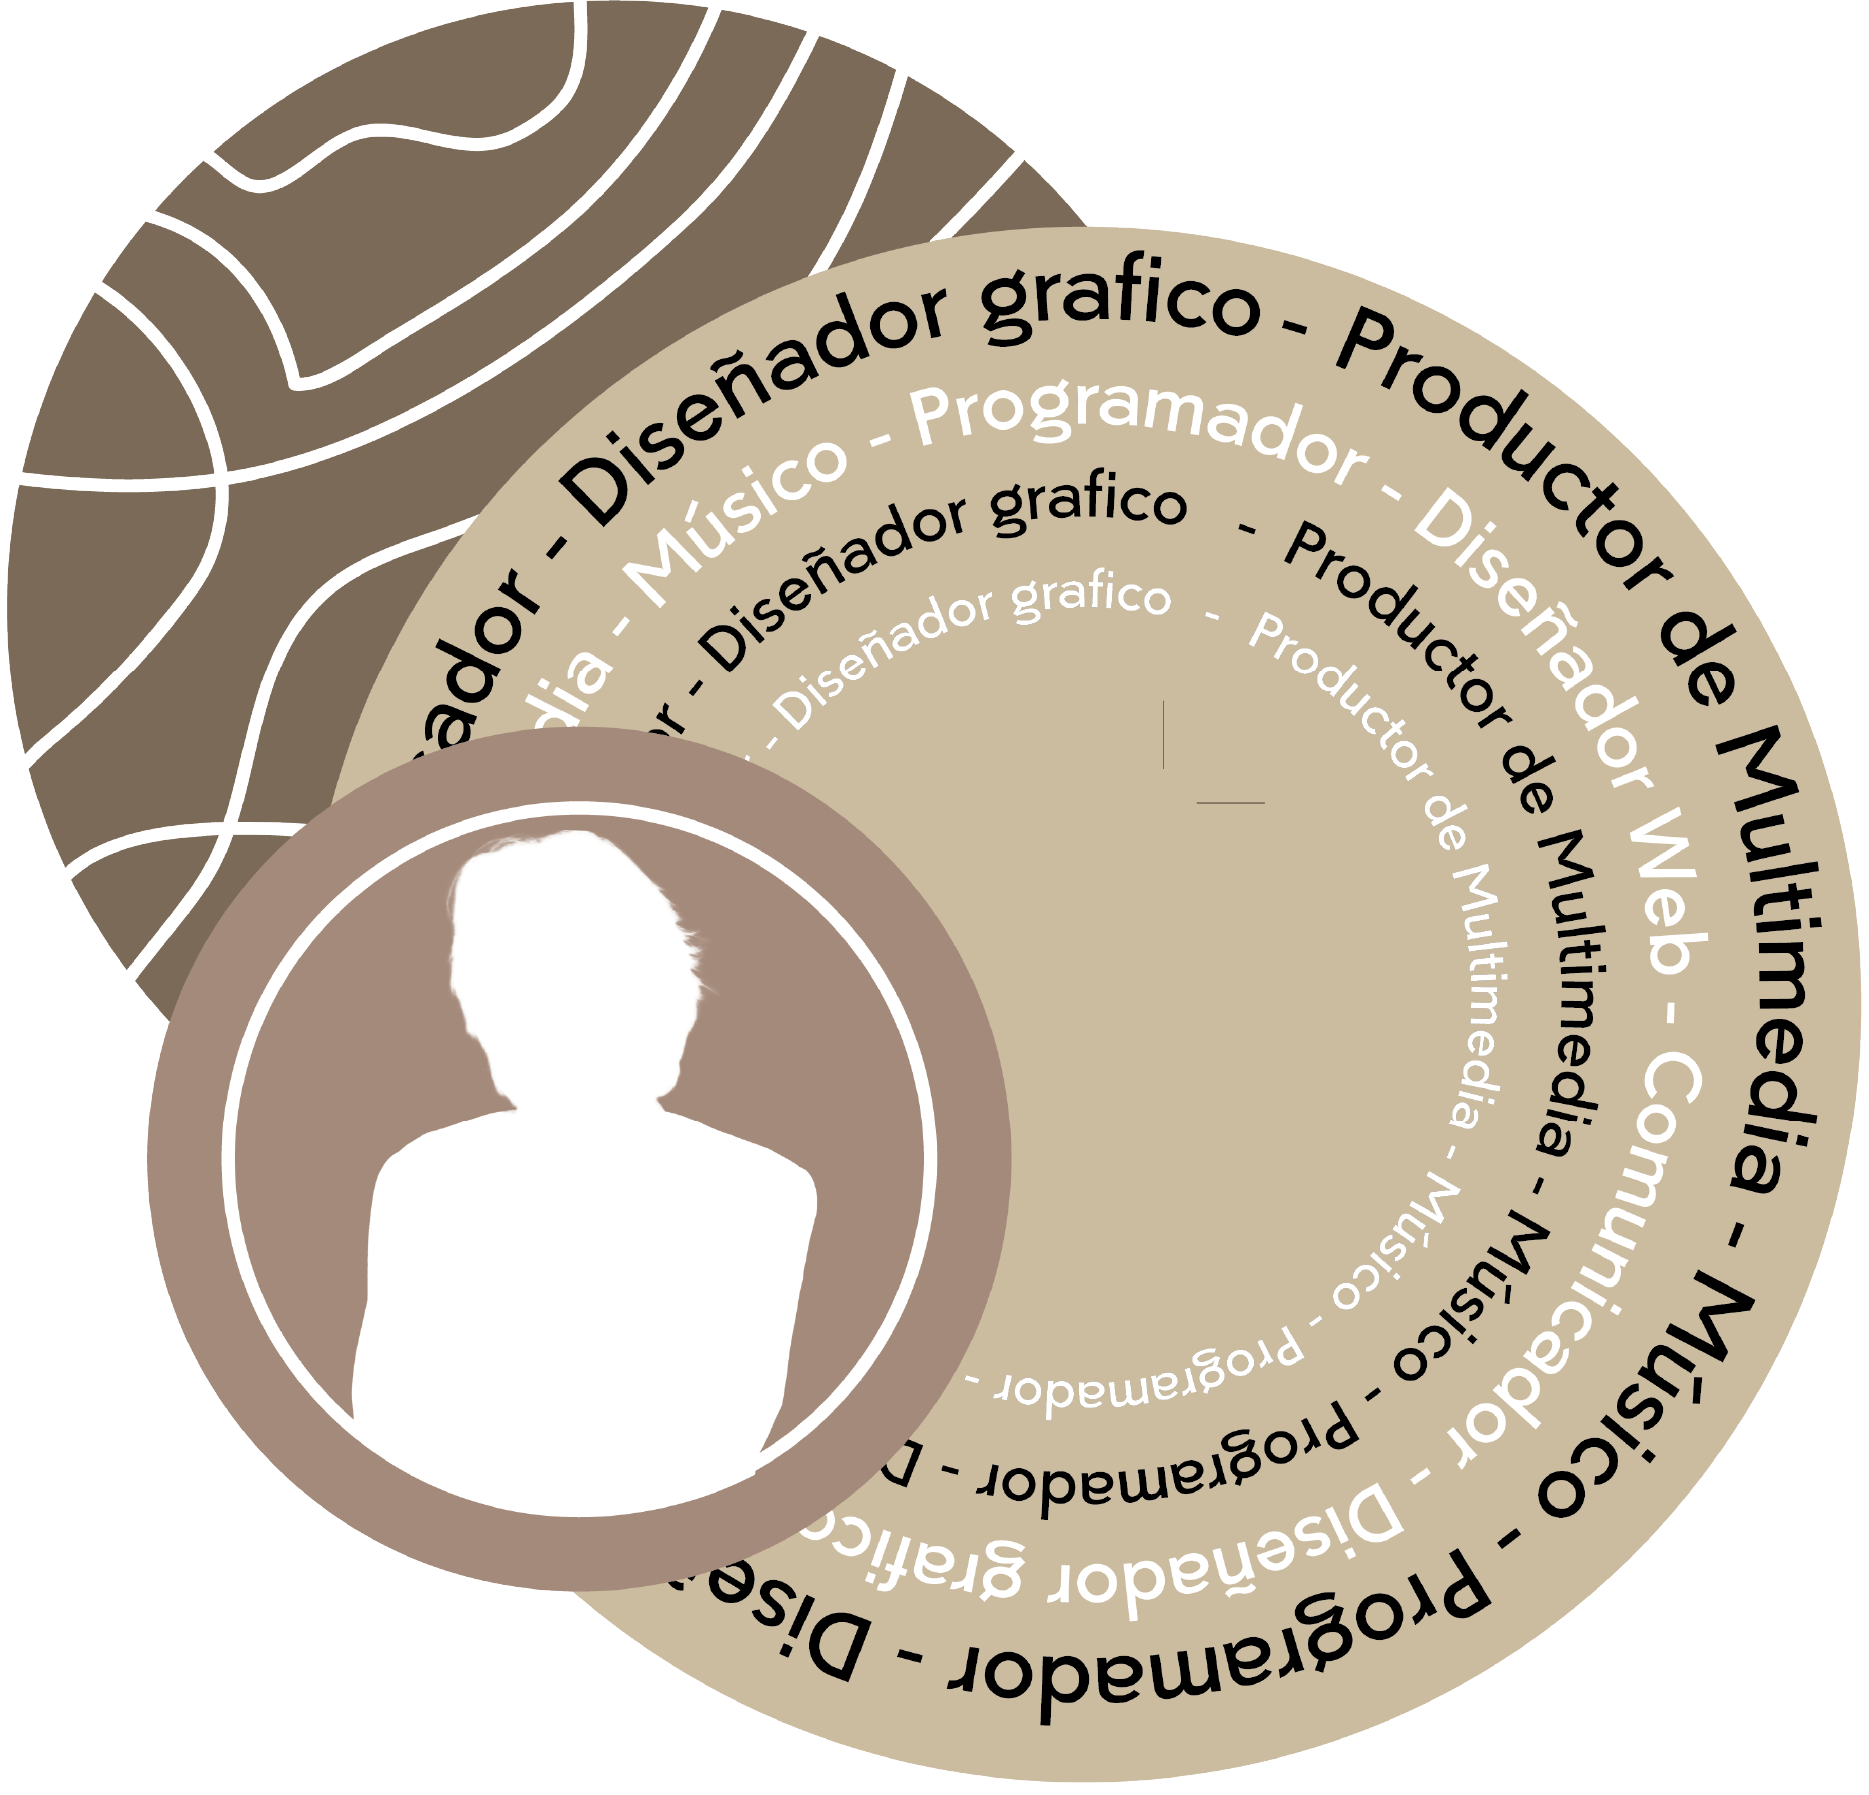 ador - Diseñador grafico - Productor de Multimedia - Músico - Programador - Dise
dia - Músico - Programador - Diseñador Web - Comunicador - Diseñador grafico
or - Diseñador grafico - Productor de Multimedia - Músico - Programador - D
- Diseñador grafico - Productor de Multimedia - Músico - Programador -